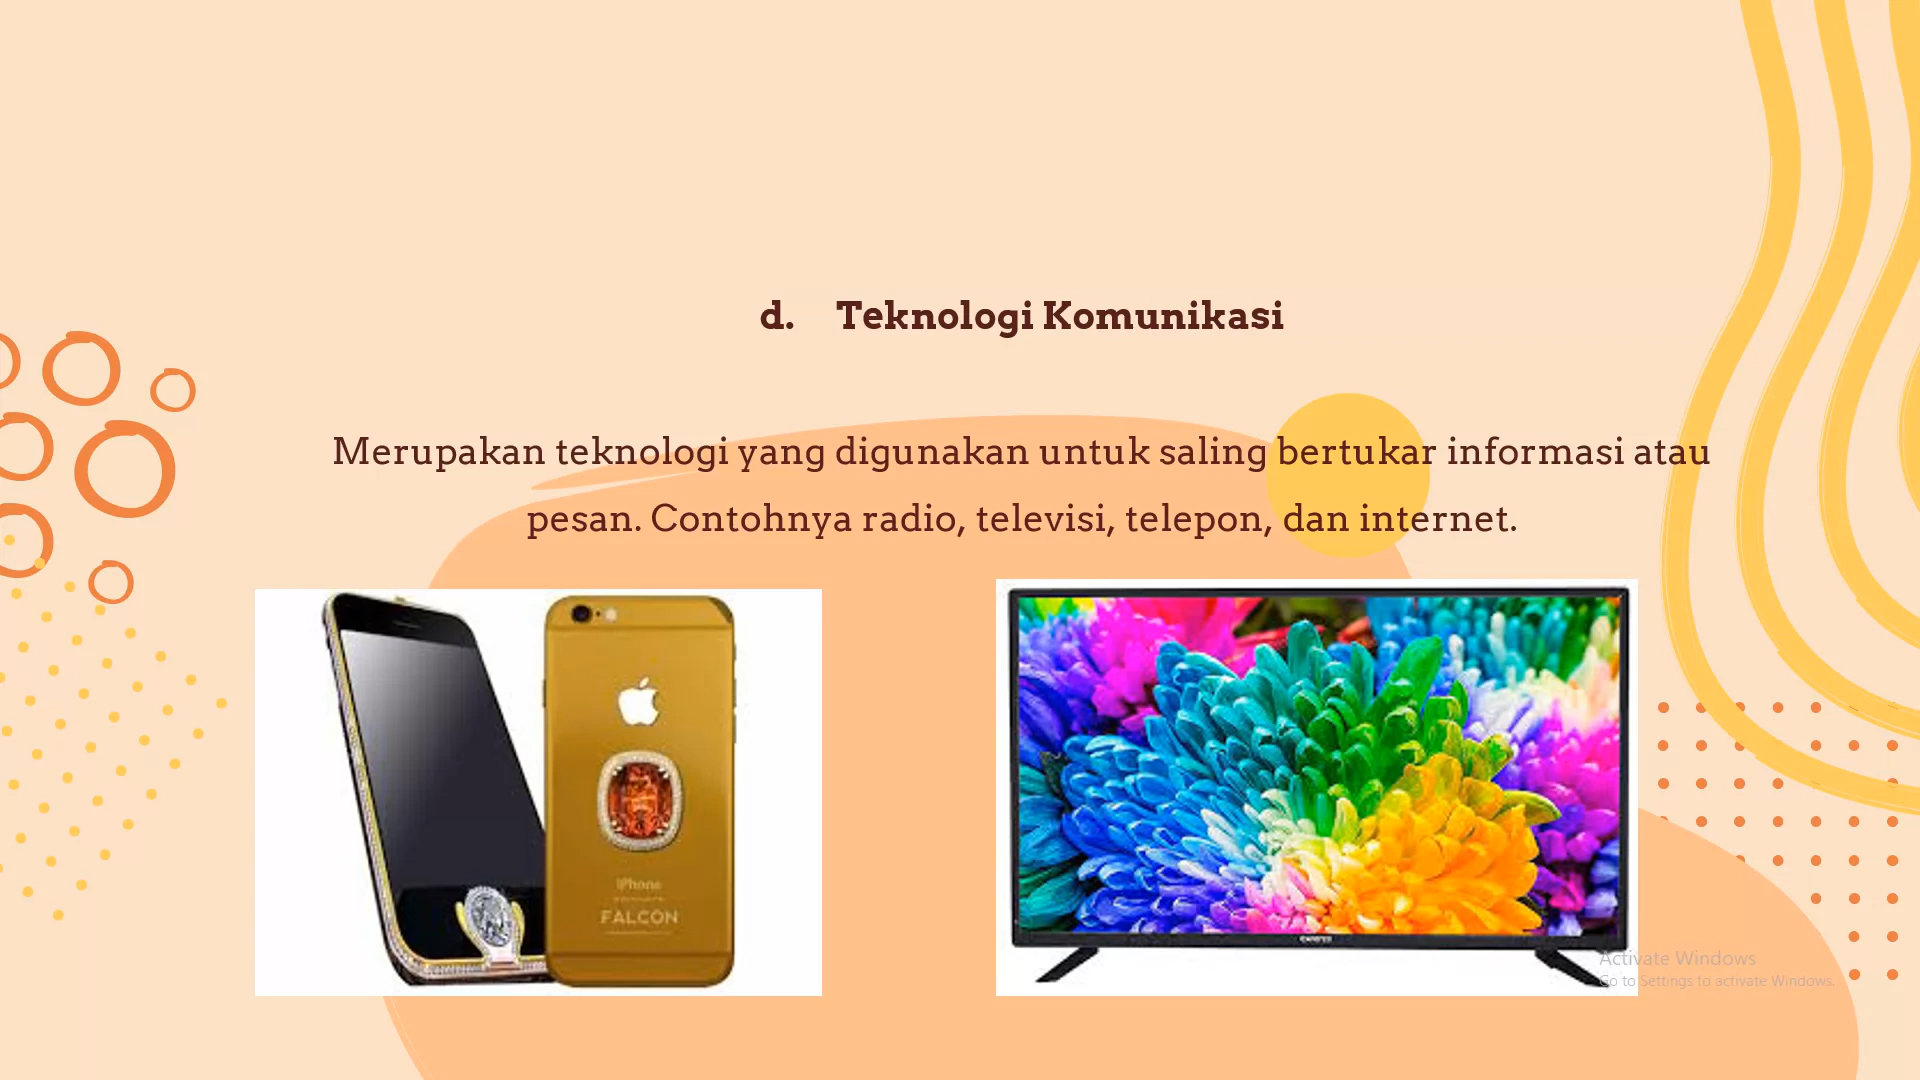 d. Teknologi Komunikasi
Merupakan teknologi yang digunakan untuk saling bertukar informasi atau
pesan. Contohnya radio, televisi, telepon, dan internet.
iPhone
FALCON
Activate Windows
Go to Settings to activate Windows.